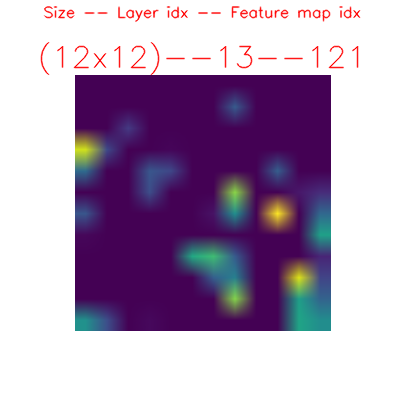 Size -- Layer idx -- Feature map idx
(12x12)--13--121